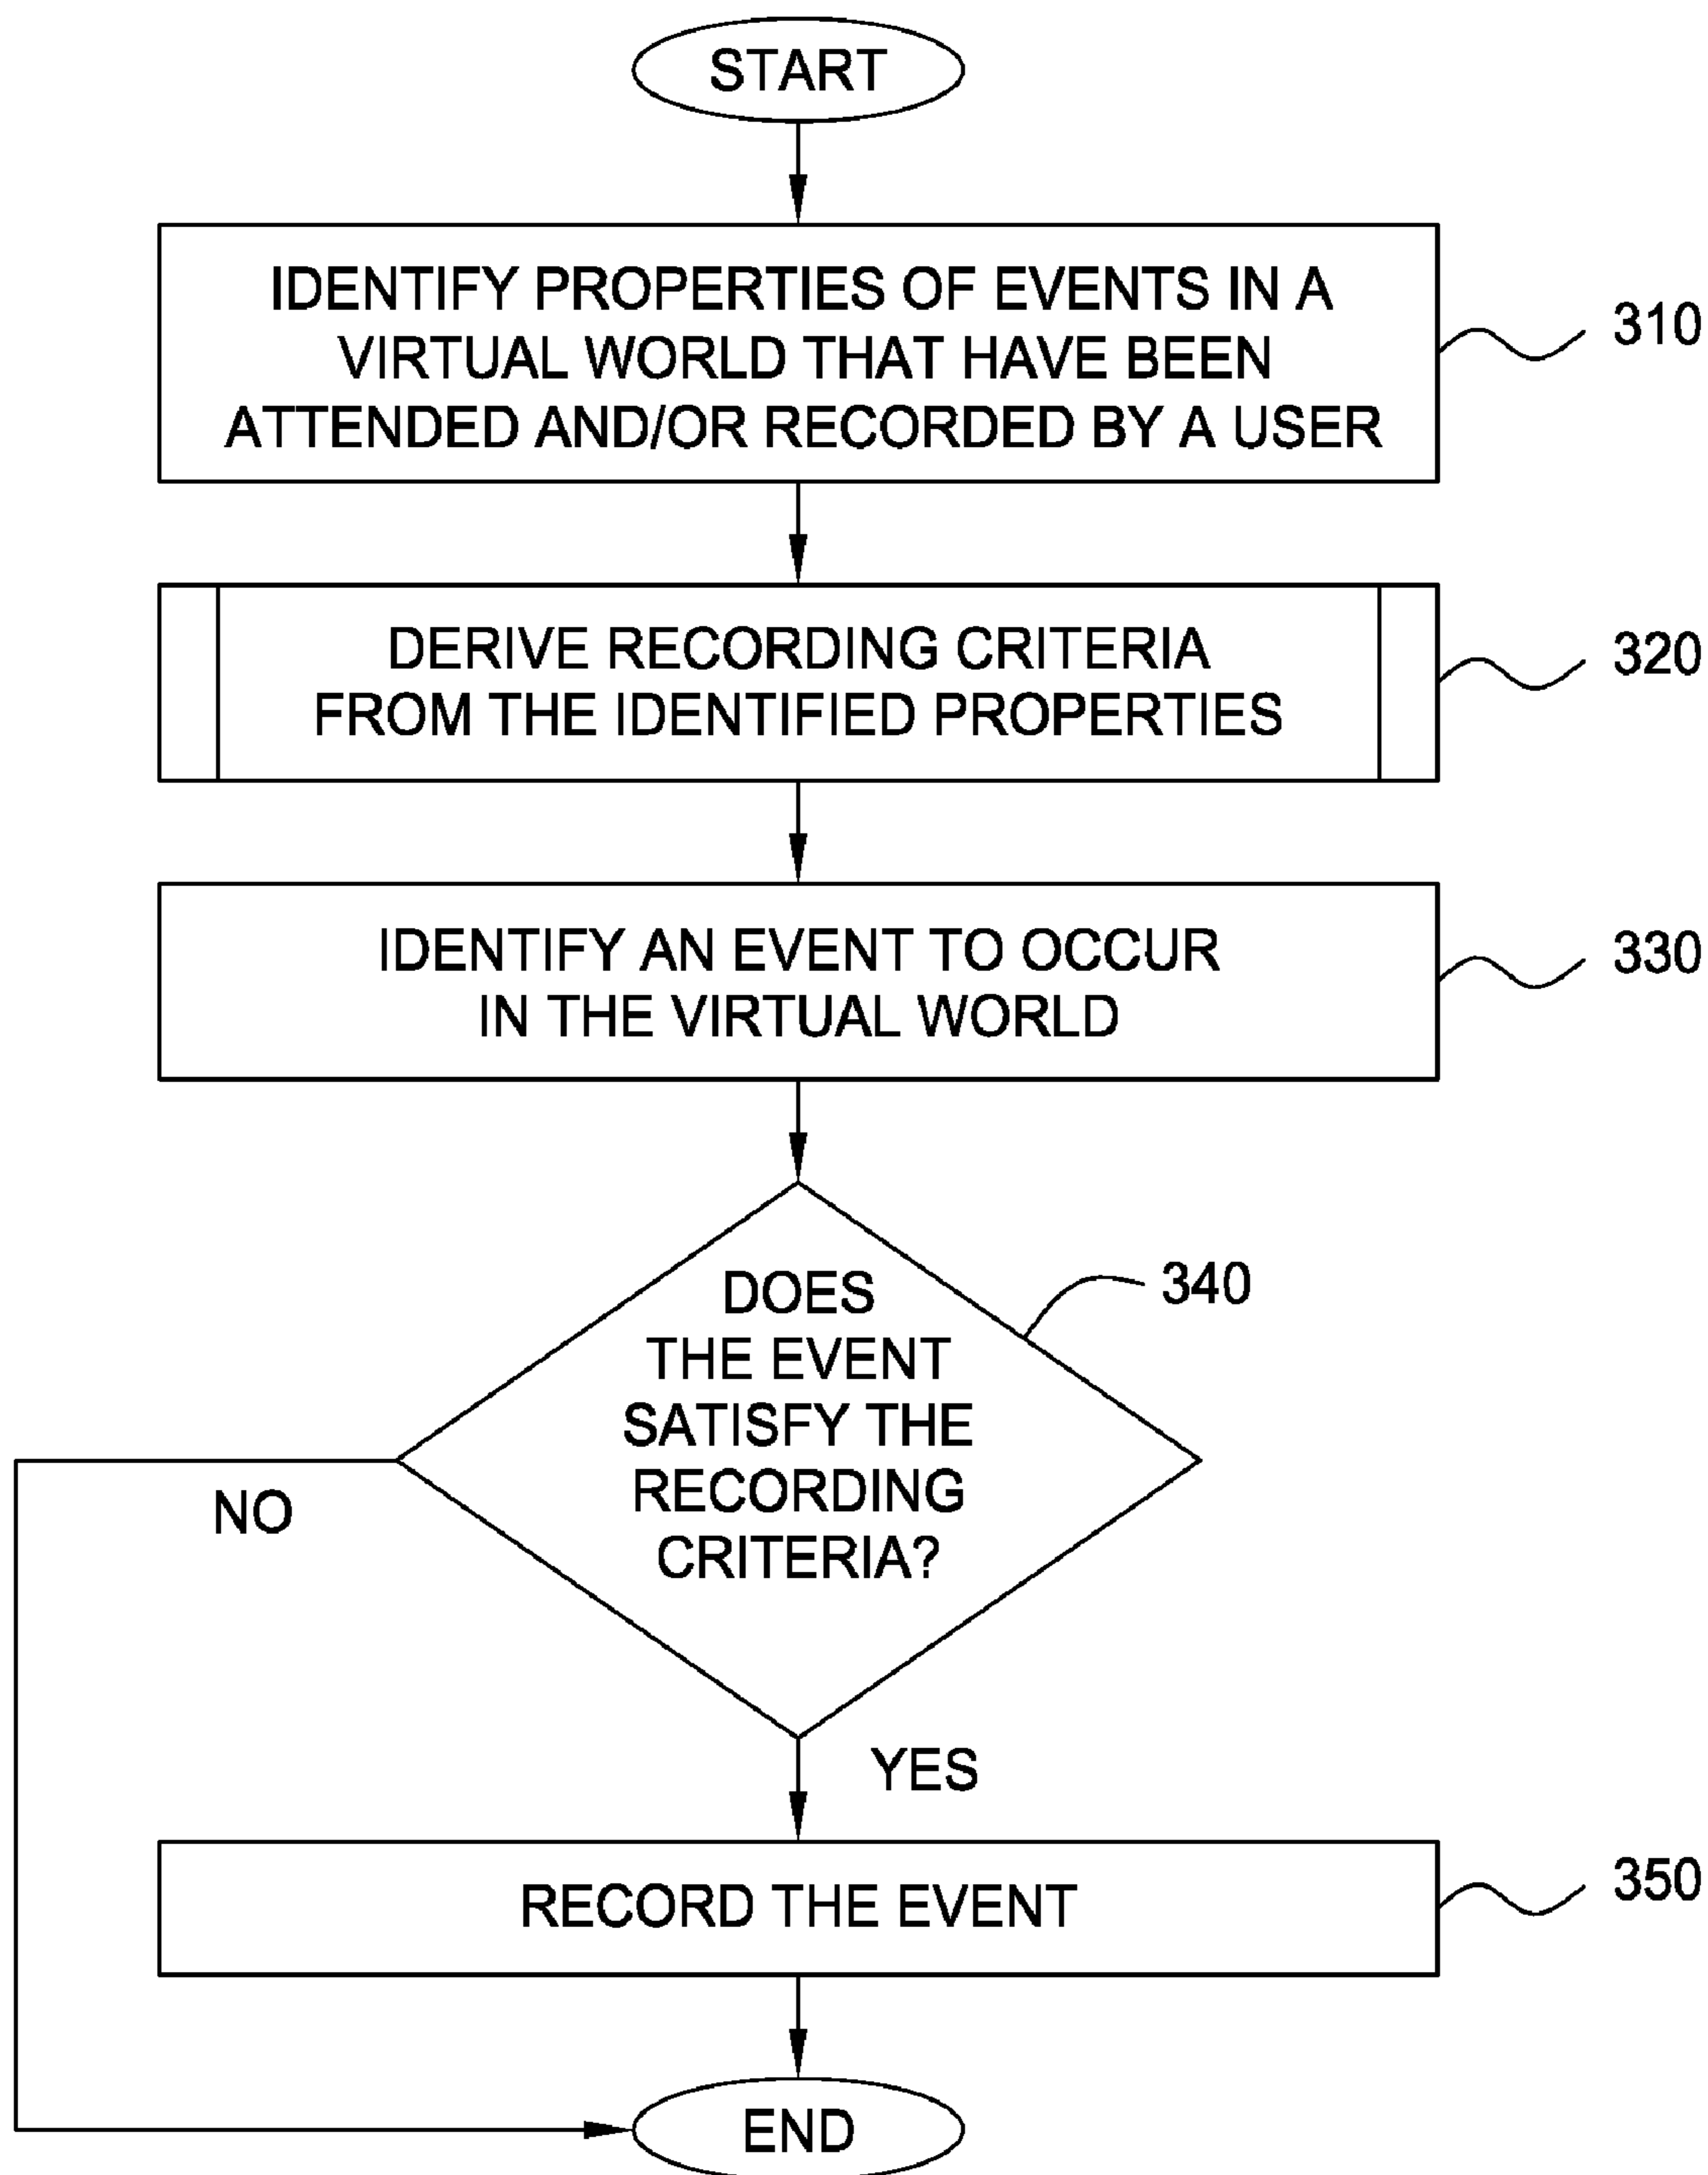 START
IDENTIFY PROPERTIES OF EVENTS IN A
VIRTUAL WORLD THAT HAVE BEEN
ATTENDED AND/OR RECORDED BY A USER
310
DERIVE RECORDING CRITERIA
FROM THE IDENTIFIED PROPERTIES
320
IDENTIFY AN EVENT TO OCCUR
IN THE VIRTUAL WORLD
330
DOES
THE EVENT
SATISFY THE
RECORDING
CRITERIA?
340
NO
YES
RECORD THE EVENT
350
END